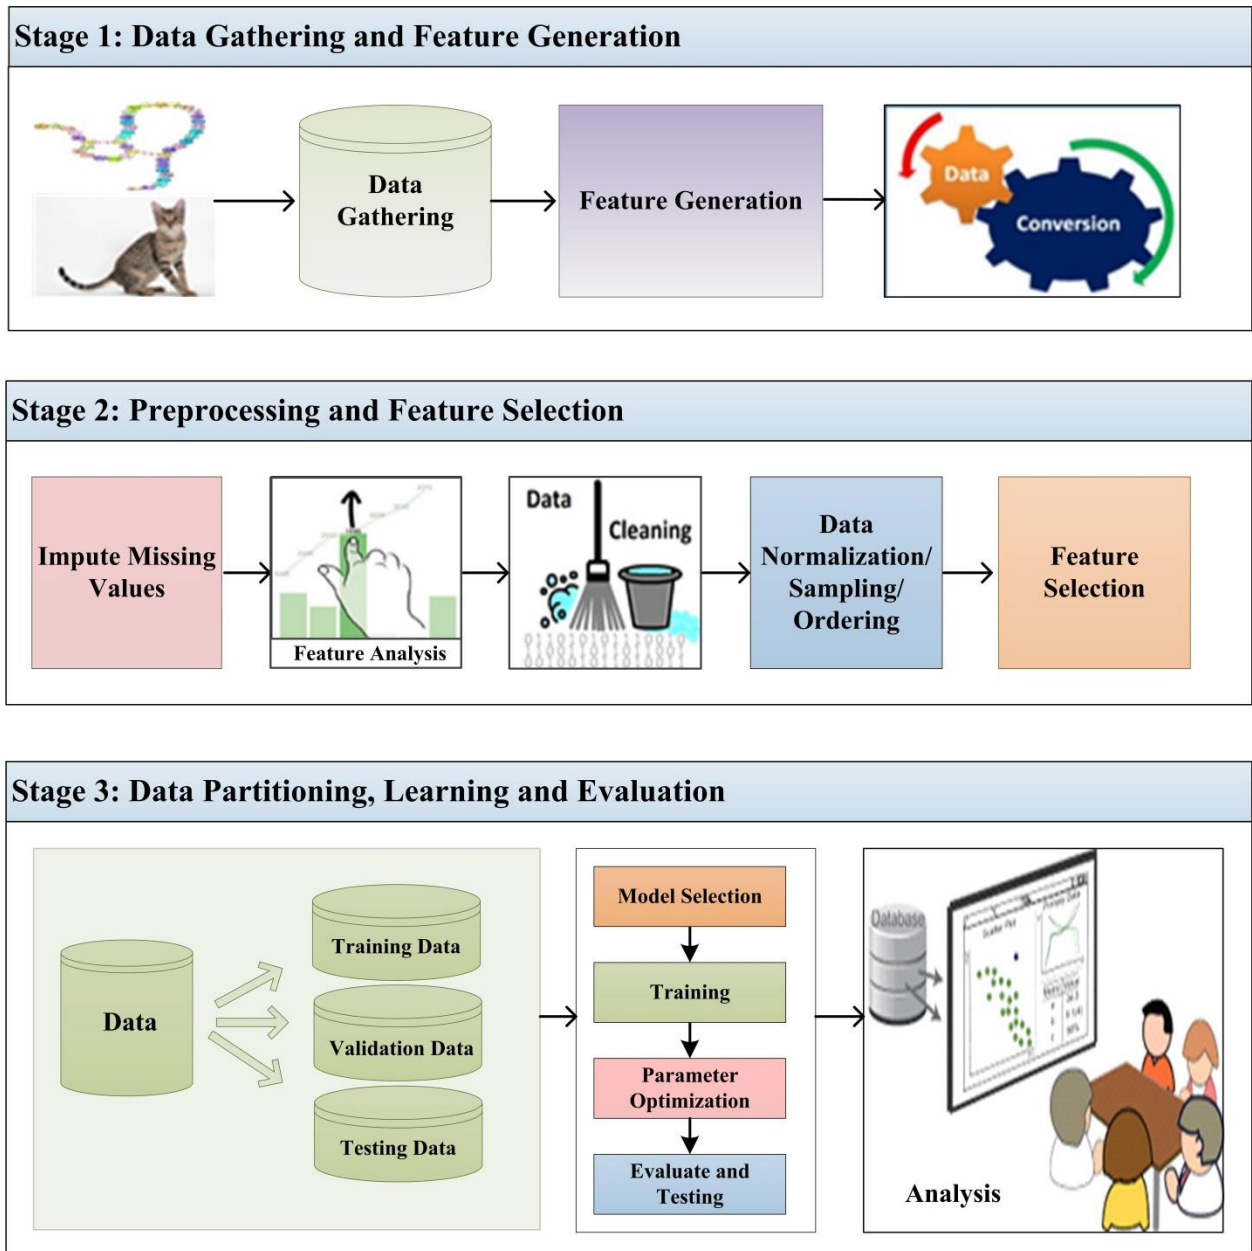 Stage 1: Data Gathering and Feature Generation
Data
Gathering
Feature Generation
Data
Conversion
Stage 2: Preprocessing and Feature Selection
Impute Missing
Values
Feature Analysis
Data
Cleaning
Data
Normalization/
Sampling/
Ordering
Feature
Selection
Stage 3: Data Partitioning, Learning and Evaluation
Data
Training Data
Validation Data
Testing Data
Model Selection
Training
Parameter
Optimization
Evaluate and
Testing
Database
Scatter Plot
Analysis